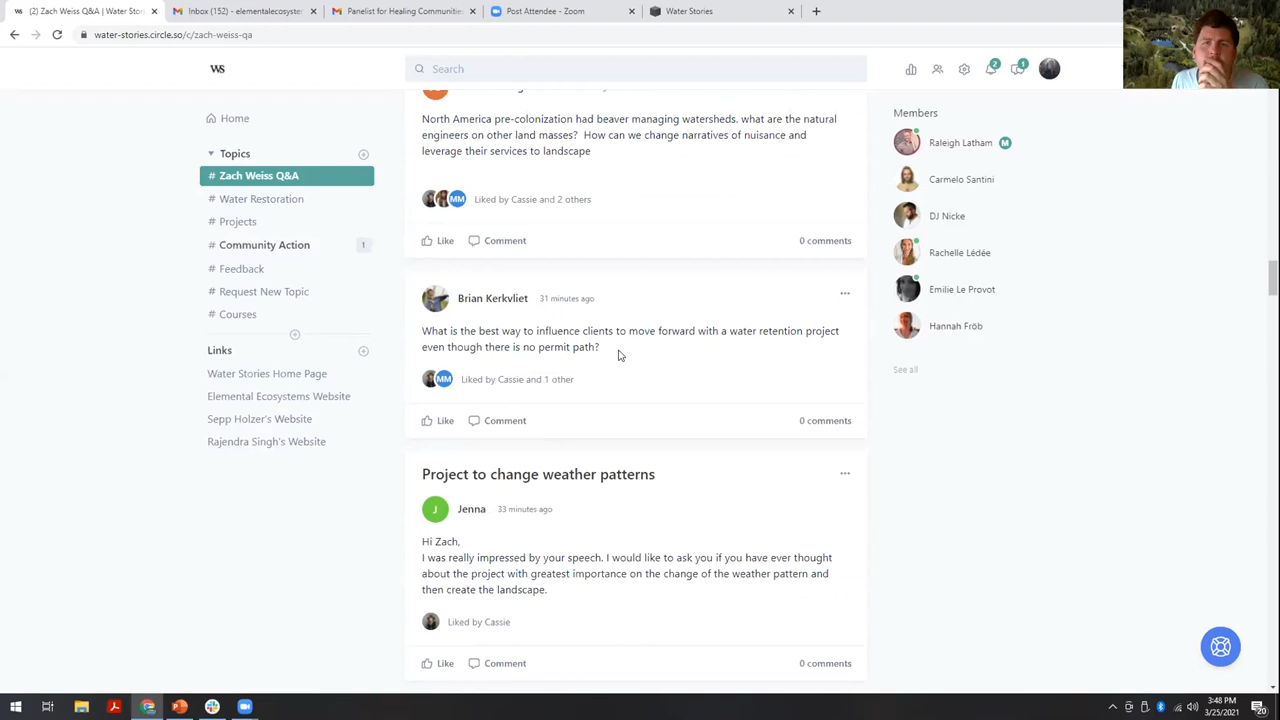 (2) Zach Weiss Q&A | Water Stori
Inbox (152) - elementalecosystem
Panelist for Healing Communities
Post Attendee - Zoom
Water Stories
water-stories.circle.so/c/zach-weiss-qa
WS
Search
2
1
Home
Topics
# Zach Weiss Q&A
# Water Restoration
# Projects
# Community Action
1
# Feedback
# Request New Topic
# Courses
Links
Water Stories Home Page
Elemental Ecosystems Website
Sepp Holzer's Website
Rajendra Singh's Website
North America pre-colonization had beaver managing watersheds. what are the natural
engineers on other land masses? How can we change narratives of nuisance and
leverage their services to landscape
MM
Liked by Cassie and 2 others
Like
Comment
0 comments
Brian Kerkvliet
31 minutes ago
What is the best way to influence clients to move forward with a water retention project
even though there is no permit path?
MM
Liked by Cassie and 1 other
Like
Comment
0 comments
Project to change weather patterns
J
Jenna
33 minutes ago
Hi Zach,
I was really impressed by your speech. I would like to ask you if you have ever thought
about the project with greatest importance on the change of the weather pattern and
then create the landscape.
Liked by Cassie
Like
Comment
0 comments
Members
Raleigh Latham
M
Carmelo Santini
DJ Nicke
Rachelle Lédée
Emilie Le Provot
Hannah Fröb
See all
3:48 PM
3/25/2021
20